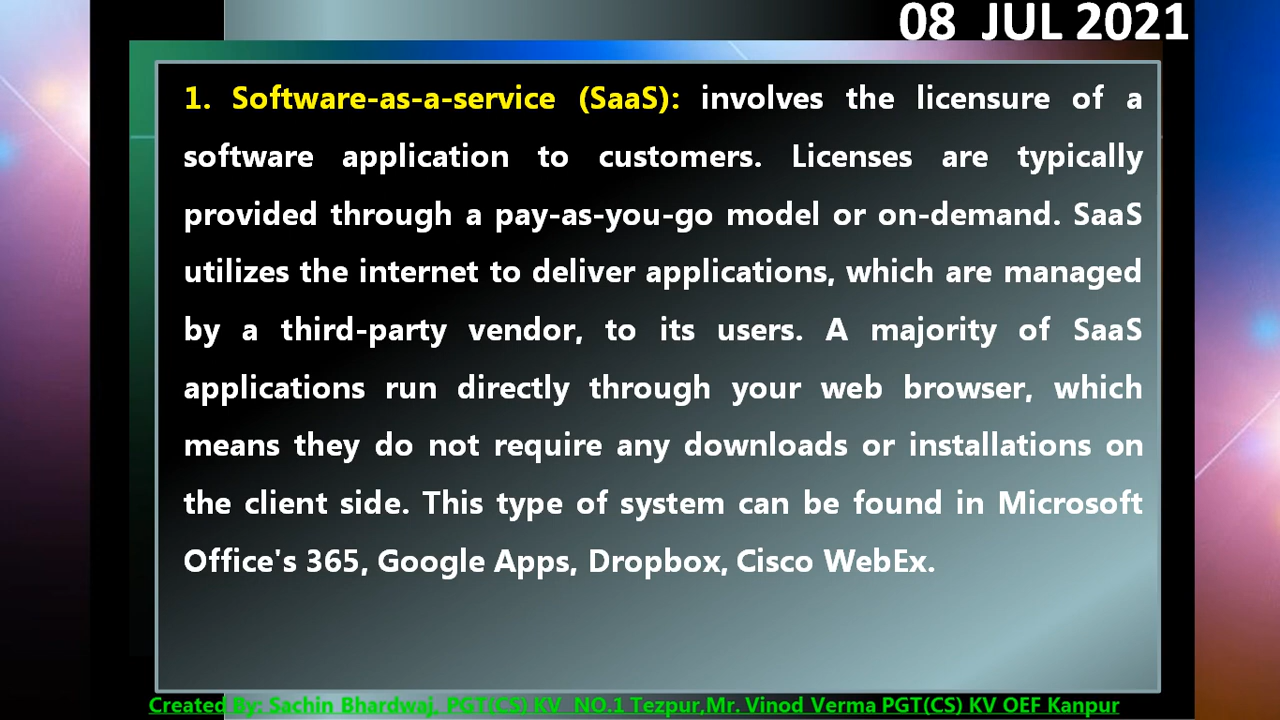 08 JUL 2021
1. Software-as-a-service (SaaS): involves the licensure of a
software application to customers. Licenses are typically
provided through a pay-as-you-go model or on-demand. SaaS
utilizes the internet to deliver applications, which are managed
by a third-party vendor, to its users. A majority of SaaS
applications run directly through your web browser, which
means they do not require any downloads or installations on
the client side. This type of system can be found in Microsoft
Office's 365, Google Apps, Dropbox, Cisco WebEx.
Created By: Sachin Bhardwaj, PGT(CS) KV NO.1 Tezpur,Mr. Vinod Verma PGT(CS) KV OEF Kanpur